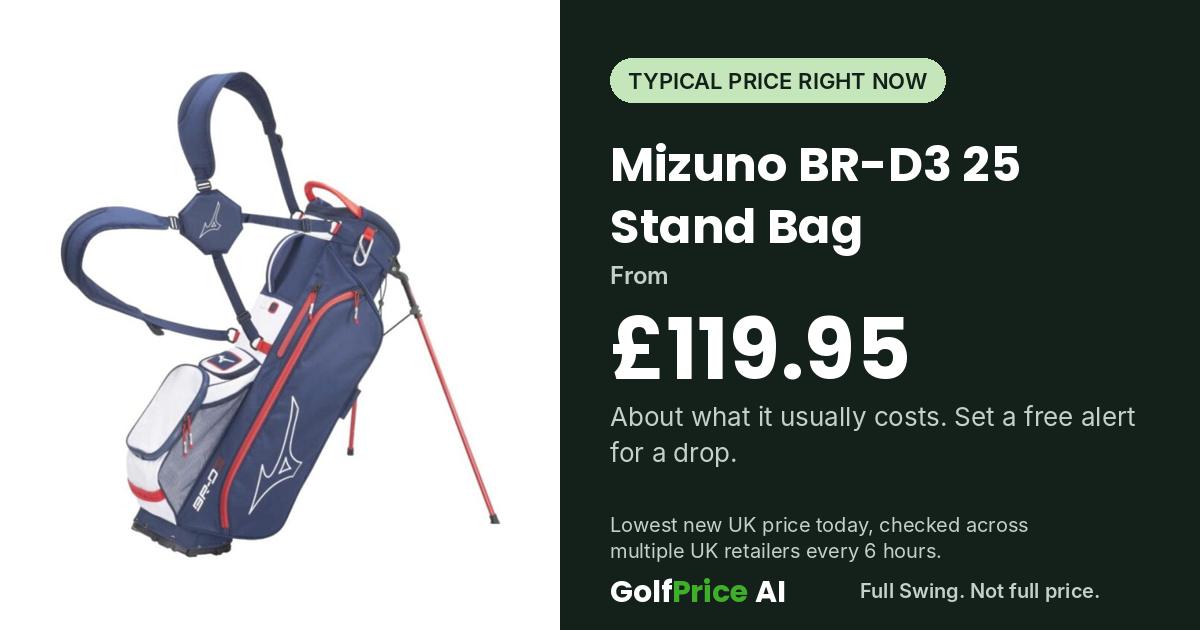 TYPICAL PRICE RIGHT NOW
Mizuno BR-D3 25
Stand Bag
From
£119.95
About what it usually costs. Set a free alert
for a drop.
Lowest new UK price today, checked across
multiple UK retailers every 6 hours.
GolfPrice AI
Full Swing. Not full price.
BR-D3